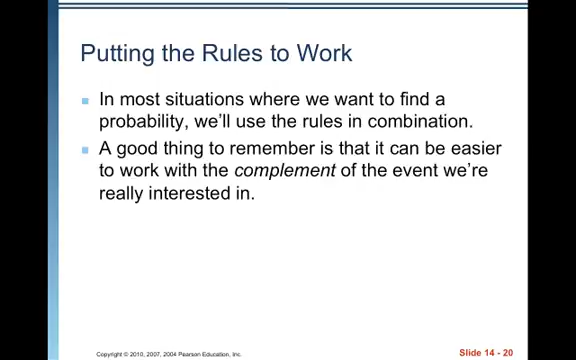 Putting the Rules to Work
In most situations where we want to find a
probability, we'll use the rules in combination.
A good thing to remember is that it can be easier
to work with the complement of the event we're
really interested in.
Copyright © 2010, 2007, 2004 Pearson Education, Inc.
Slide 14 - 20